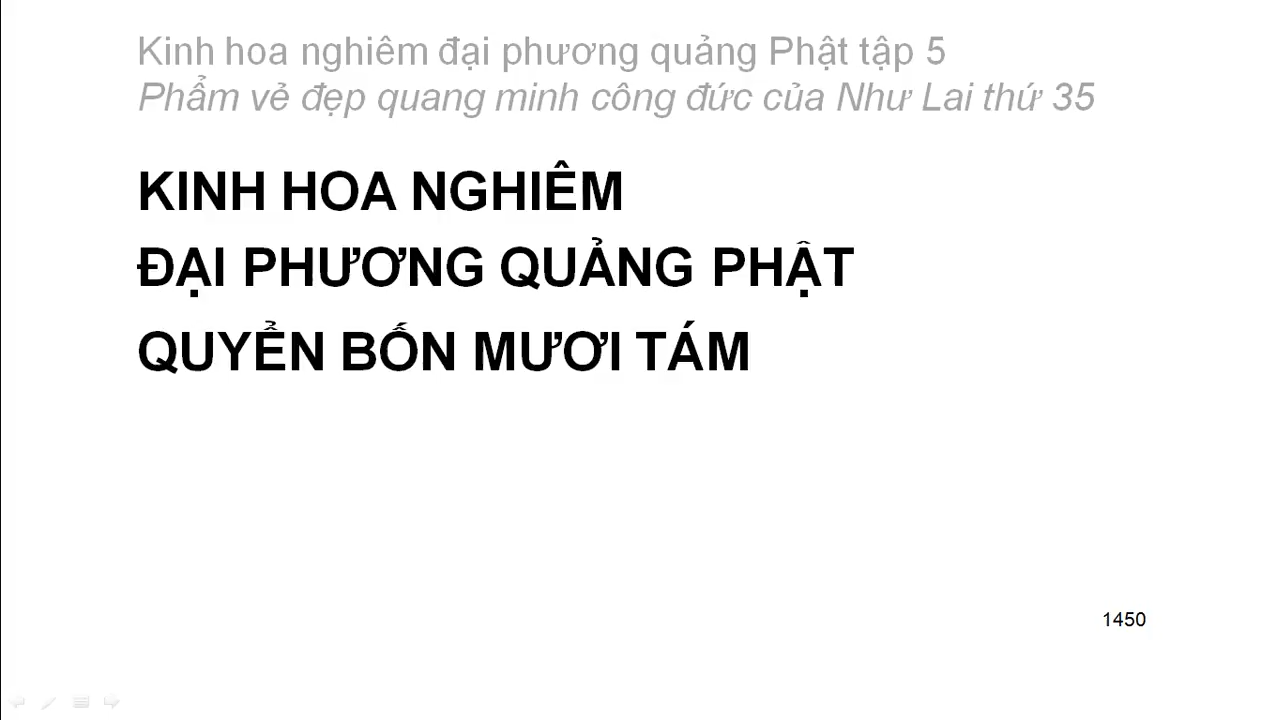 Kinh hoa nghiêm đại phương quảng Phật tập 5
Phẩm vẻ đẹp quang minh công đức của Như Lai thứ 35
KINH HOA NGHIÊM
ĐẠI PHƯƠNG QUẢNG PHẬT
QUYỂN BỐN MƯƠI TÁM
1450